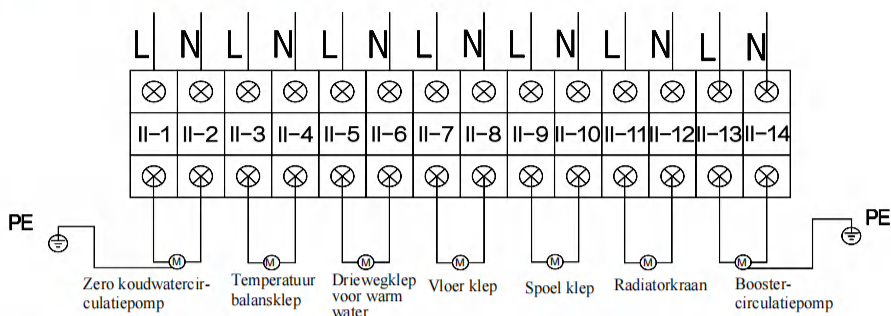 L N L N L N L N L N L N L N
II-1 II-2 II-3 II-4 II-5 II-6 II-7 II-8 II-9 II-10 II-11 II-12 II-13 II-14
PE PE
M M M M M M M
Zero koudwatercir-
culatiepomp
Temperatuur
balansklep
Driewegklep
voor warm
water
Vloer klep
Spoel klep
Radiatorkraan
Booster-
circulatiepomp